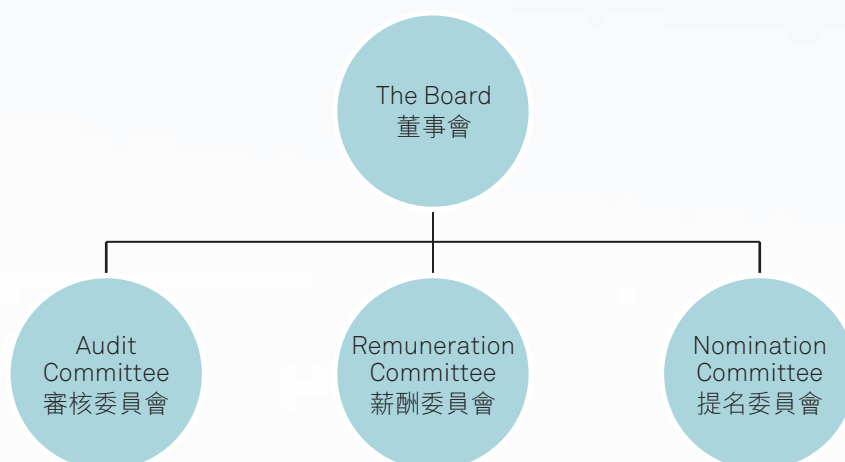 The Board
董事會
Audit
Committee
審核委員會
Remuneration
Committee
薪酬委員會
Nomination
Committee
提名委員會